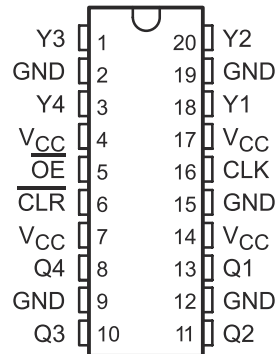 Y3 1 20 Y2
GND 2 19 GND
Y4 3 18 Y1
VCC 4 17 VCC
O̅E̅ 5 16 CLK
C̅L̅R̅ 6 15 GND
VCC 7 14 VCC
Q4 8 13 Q1
GND 9 12 GND
Q3 10 11 Q2